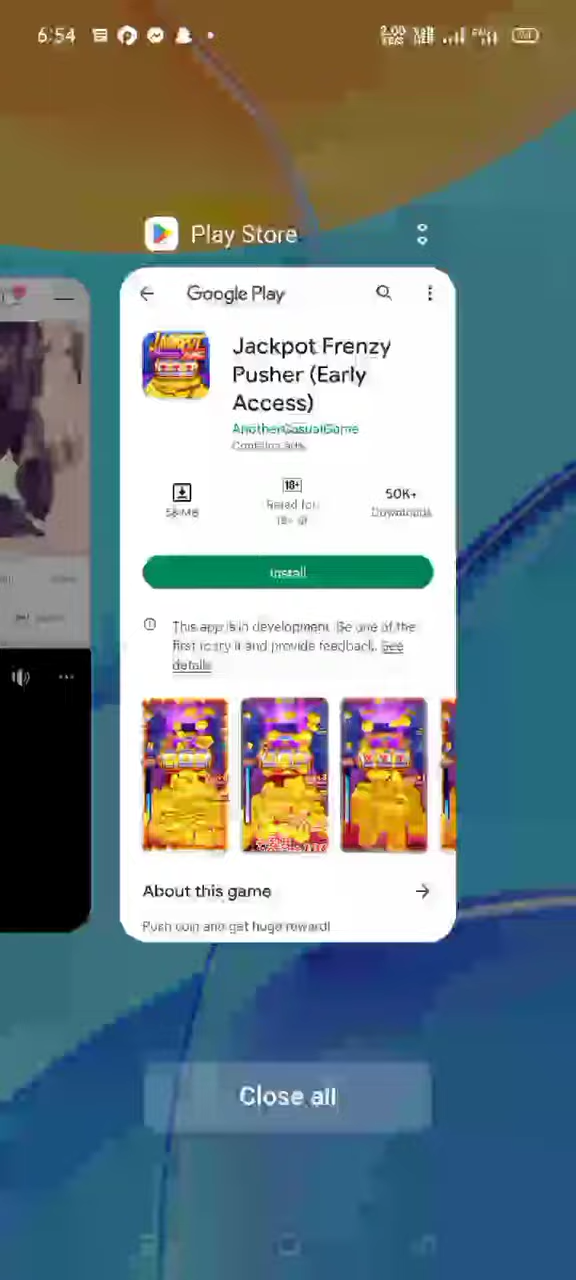 6:54
Play Store
Google Play
Jackpot Frenzy
Pusher (Early
Access)
AnotherCasualGame
Contains ads
58 MB
18+
Rated for
18+
50K+
Downloads
Install
This app is in development. Be one of the
first to try it and provide feedback. See
details
About this game
Push coin and get huge reward!
Close all